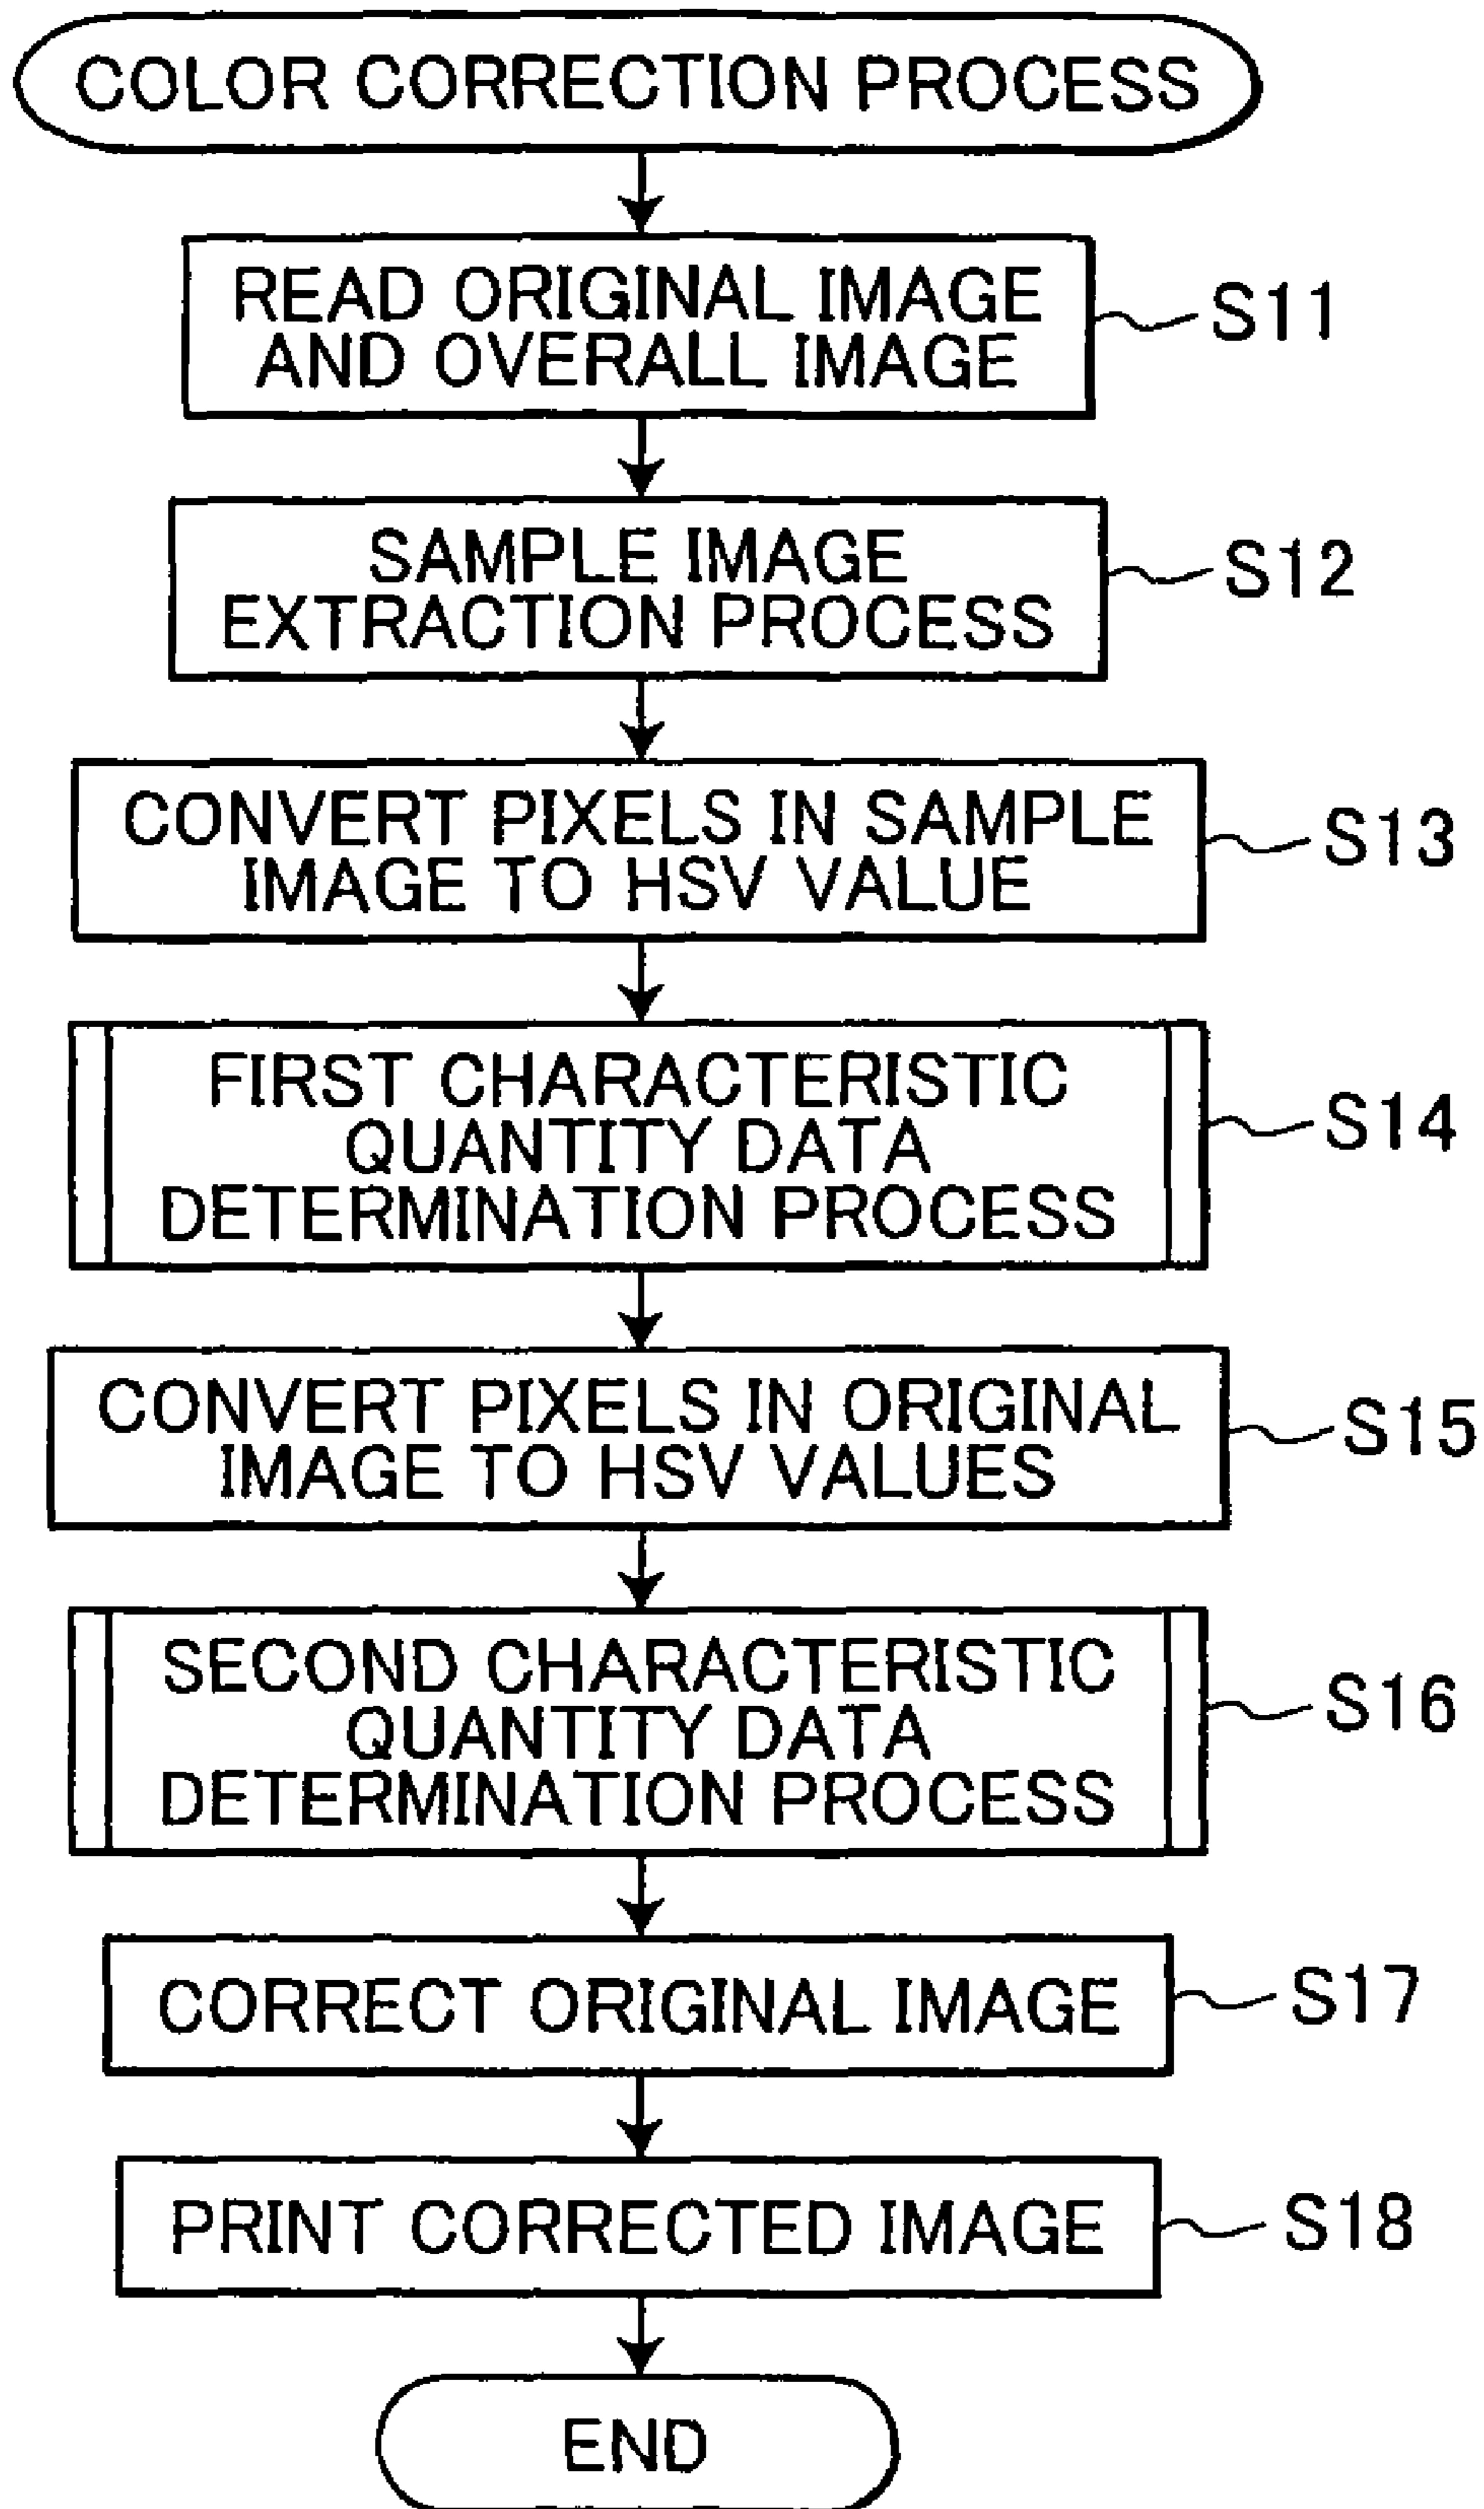 COLOR CORRECTION PROCESS
READ ORIGINAL IMAGE
AND OVERALL IMAGE
S11
SAMPLE IMAGE
EXTRACTION PROCESS
S12
CONVERT PIXELS IN SAMPLE
IMAGE TO HSV VALUE
S13
FIRST CHARACTERISTIC
QUANTITY DATA
DETERMINATION PROCESS
S14
CONVERT PIXELS IN ORIGINAL
IMAGE TO HSV VALUES
S15
SECOND CHARACTERISTIC
QUANTITY DATA
DETERMINATION PROCESS
S16
CORRECT ORIGINAL IMAGE
S17
PRINT CORRECTED IMAGE
S18
END